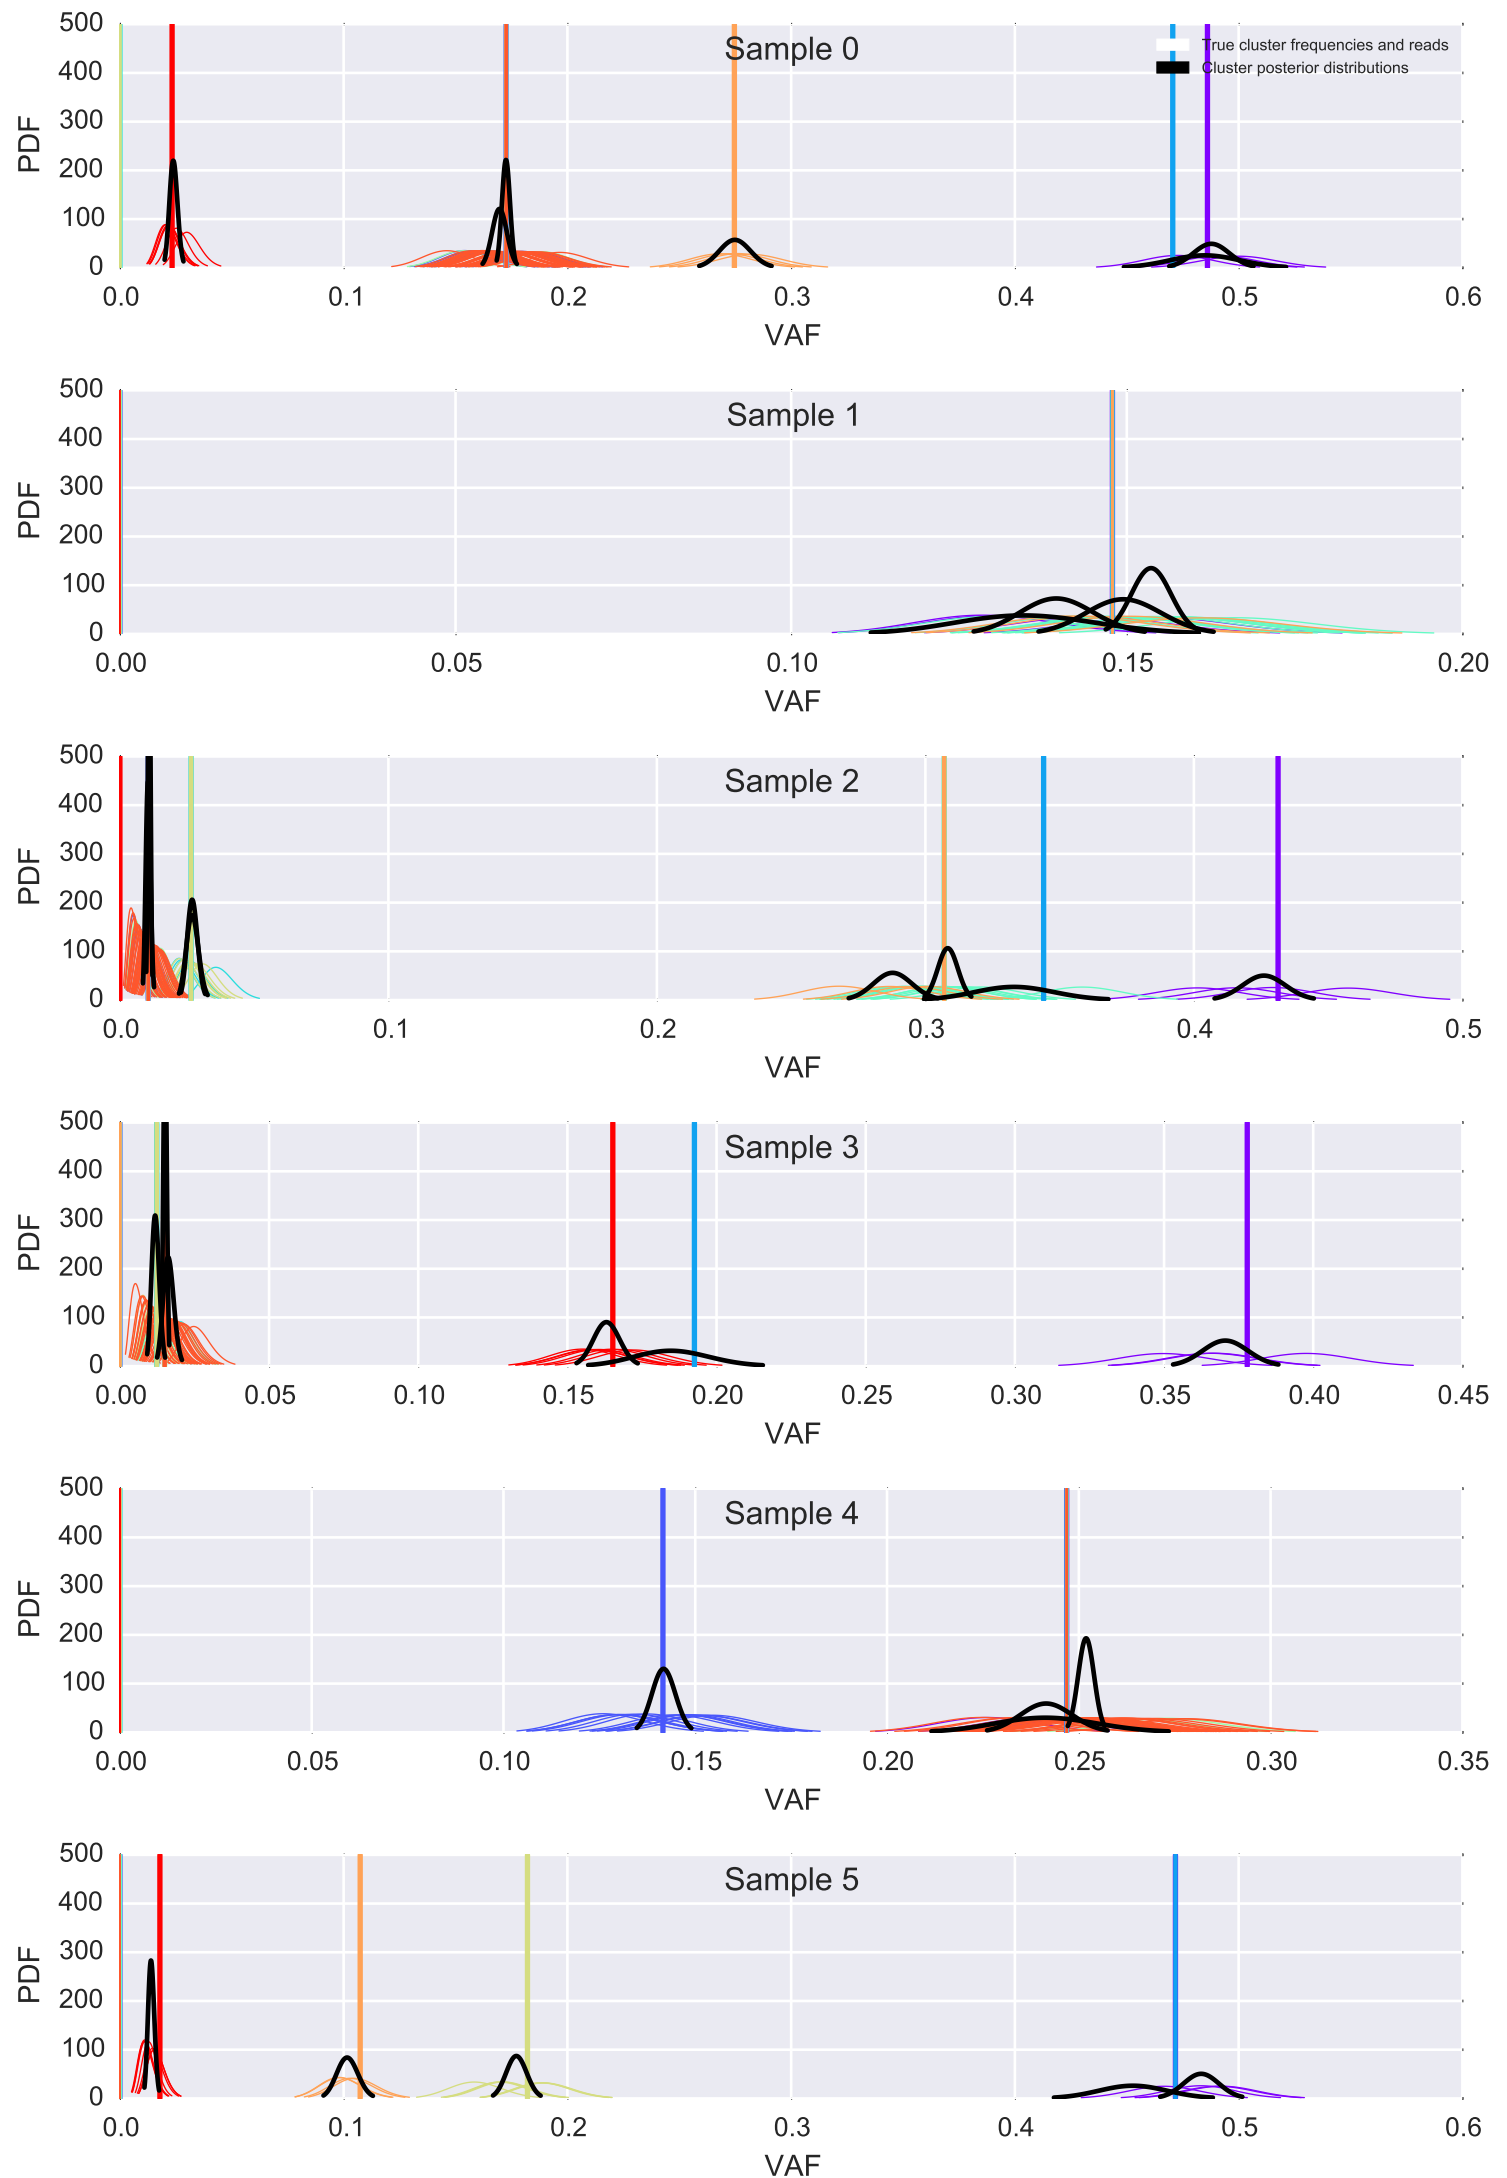 Sample 0
True cluster frequencies and reads
Cluster posterior distributions
500
400
300
200
100
0
PDF
0.0 0.1 0.2 0.3 0.4 0.5 0.6
VAF
Sample 1
500
400
300
200
100
0
PDF
0.00 0.05 0.10 0.15 0.20
VAF
Sample 2
500
400
300
200
100
0
PDF
0.0 0.1 0.2 0.3 0.4 0.5
VAF
Sample 3
500
400
300
200
100
0
PDF
0.00 0.05 0.10 0.15 0.20 0.25 0.30 0.35 0.40 0.45
VAF
Sample 4
500
400
300
200
100
0
PDF
0.00 0.05 0.10 0.15 0.20 0.25 0.30 0.35
VAF
Sample 5
500
400
300
200
100
0
PDF
0.0 0.1 0.2 0.3 0.4 0.5 0.6
VAF